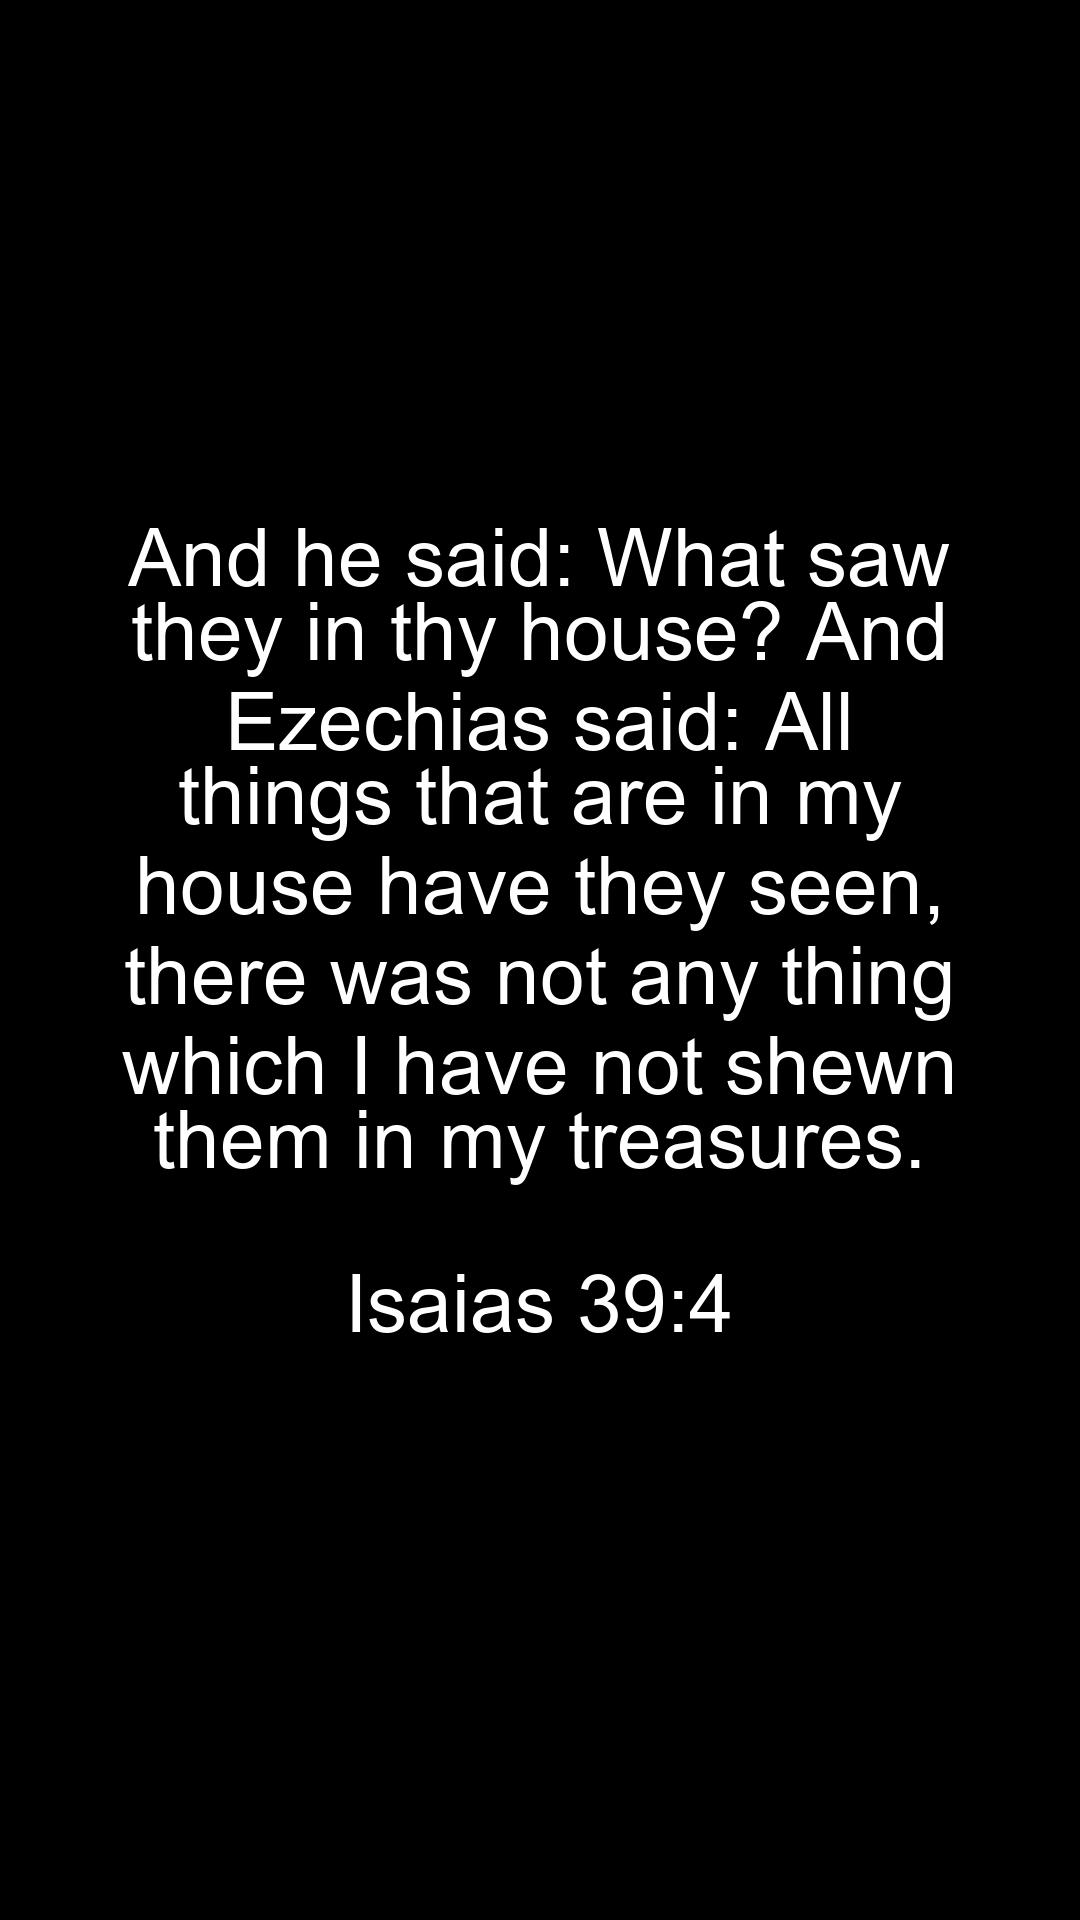 And he said: What saw
they in thy house? And
Ezechias said: All
things that are in my
house have they seen,
there was not any thing
which I have not shewn
them in my treasures.
Isaias 39:4